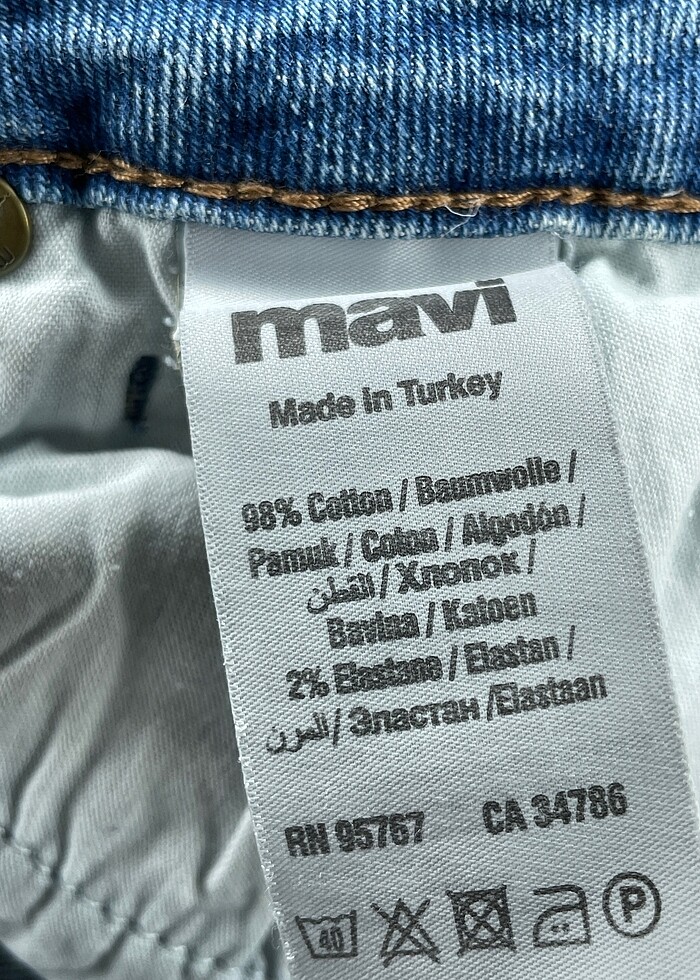 mavi
Made In Turkey
98% Cotton / Baumwolle /
Pamuk / Coton / Algodón /
القطن / Хлопок /
Bavlna / Katoen
2% Elastane / Elastan /
المرن / Эластан /Elastaan
RN 95767 CA 34786
40 P